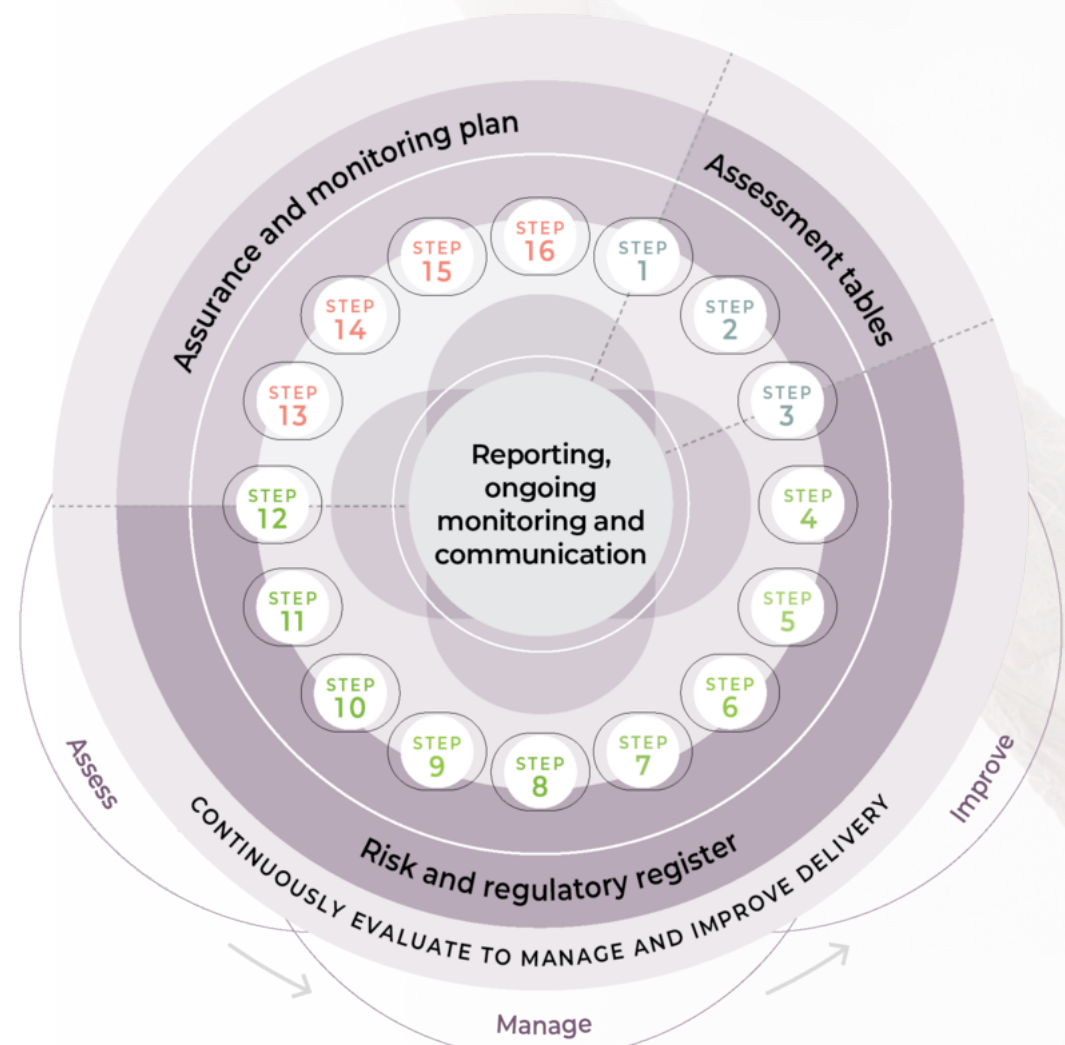 Assurance and monitoring plan
Assessment tables
STEP
16
STEP
1
STEP
2
STEP
3
STEP
4
STEP
5
STEP
6
STEP
7
STEP
8
STEP
9
STEP
10
STEP
11
STEP
12
STEP
13
STEP
14
STEP
15
Reporting,
ongoing
monitoring and
communication
Risk and regulatory register
CONTINUOUSLY EVALUATE TO MANAGE AND IMPROVE DELIVERY
Assess
Manage
Improve